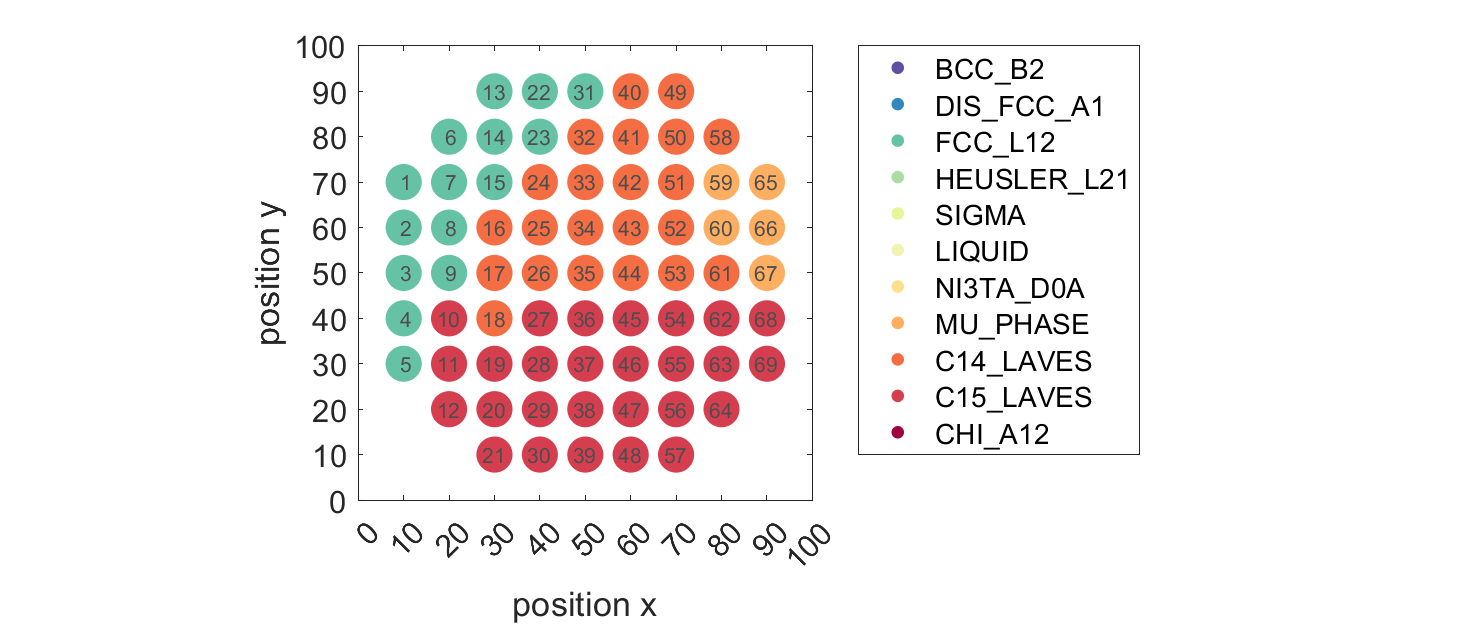 100
90
80
70
60
50
40
30
20
10
0
position y
13 22 31 40 49
6 14 23 32 41 50 58
1 7 15 24 33 42 51 59 65
2 8 16 25 34 43 52 60 66
3 9 17 26 35 44 53 61 67
4 10 18 27 36 45 54 62 68
5 11 19 28 37 46 55 63 69
12 20 29 38 47 56 64
21 30 39 48 57
0 10 20 30 40 50 60 70 80 90 100
position x
BCC_B2
DIS_FCC_A1
FCC_L12
HEUSLER_L21
SIGMA
LIQUID
NI3TA_D0A
MU_PHASE
C14_LAVES
C15_LAVES
CHI_A12